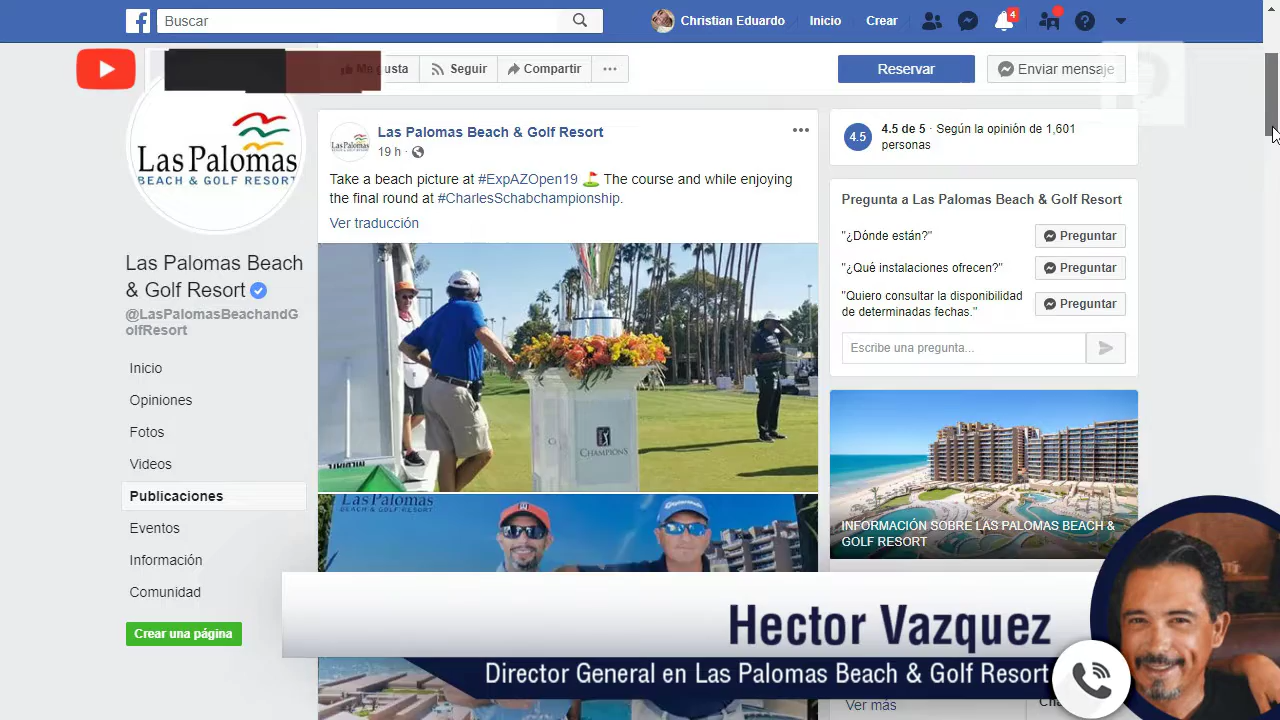 Buscar
Christian Eduardo
Inicio
Crear
4
Me gusta
Seguir
Compartir
Reservar
Enviar mensaje
Las Palomas
BEACH & GOLF RESORT
Las Palomas Beach
& Golf Resort
@LasPalomasBeachandG
olfResort
Inicio
Opiniones
Fotos
Videos
Publicaciones
Eventos
Información
Comunidad
Crear una página
Las Palomas Beach & Golf Resort
19 h ·
Take a beach picture at #ExpAZOpen19 The course and while enjoying
the final round at #CharlesSchabchampionship.
Ver traducción
CHAMPIONS
Las Palomas
BEACH & GOLF RESORT
4.5
4.5 de 5 · Según la opinión de 1,601
personas
Pregunta a Las Palomas Beach & Golf Resort
"¿Dónde están?"
Preguntar
"¿Qué instalaciones ofrecen?"
Preguntar
"Quiero consultar la disponibilidad
de determinadas fechas."
Preguntar
Escribe una pregunta...
INFORMACIÓN SOBRE LAS PALOMAS BEACH &
GOLF RESORT
Hector Vazquez
Director General en Las Palomas Beach & Golf Resort
Ver más